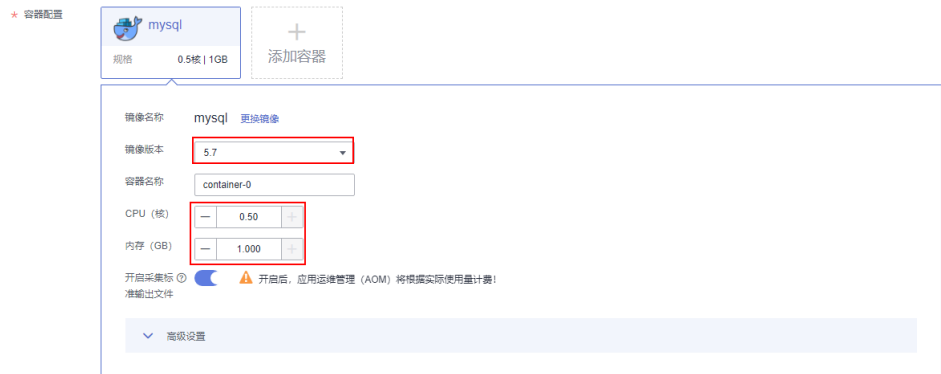 * 容器配置
mysql
规格 0.5核 | 1GB
添加容器
镜像名称 mysql 更换镜像
镜像版本 5.7
容器名称 container-0
CPU（核） 0.50
内存（GB） 1.000
开启采集标 开启后，应用运维管理（AOM）将根据实际使用量计费！
准输出文件
高级设置